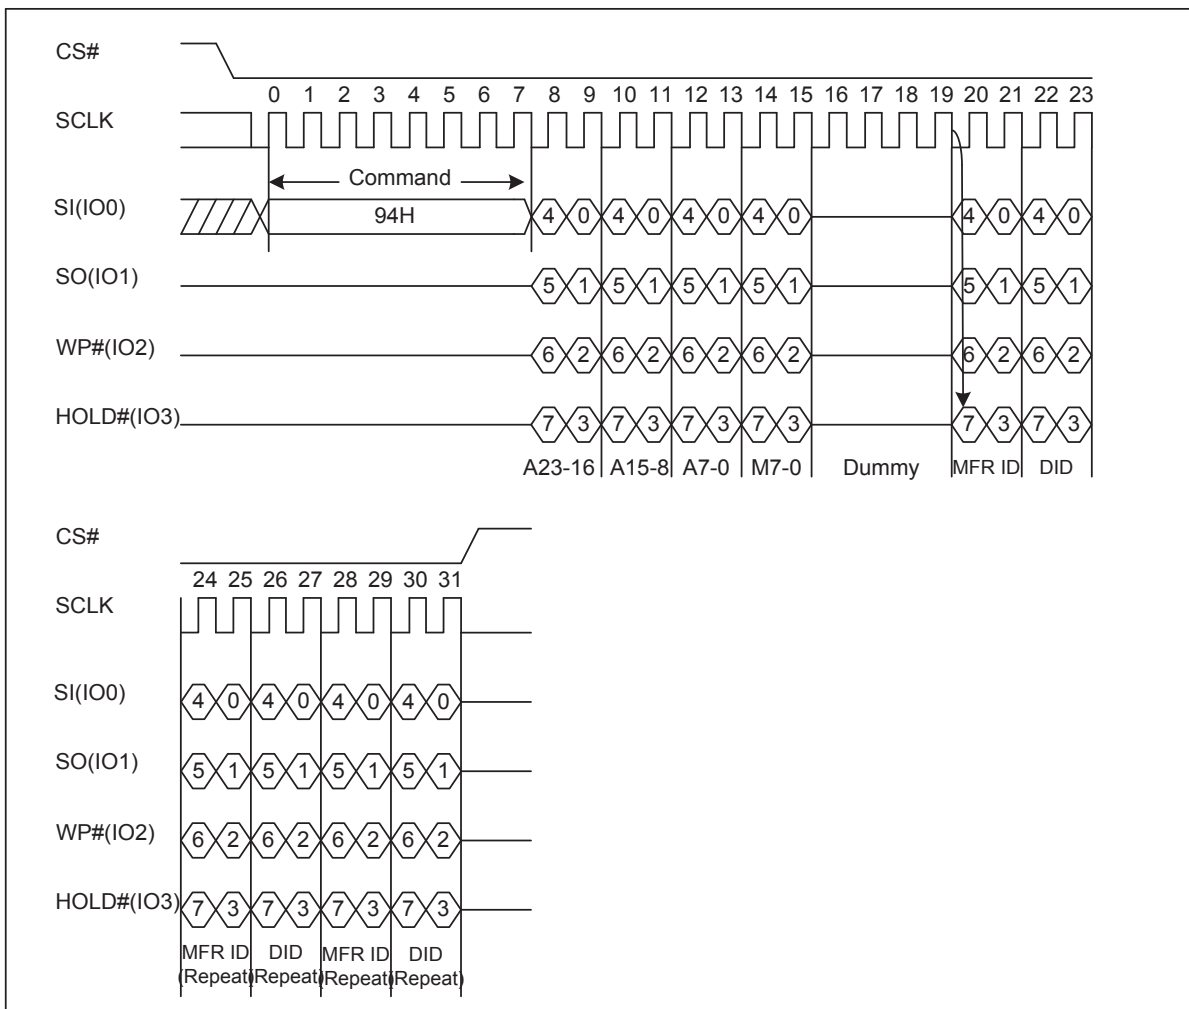 CS#
0 1 2 3 4 5 6 7 8 9 10 11 12 13 14 15 16 17 18 19 20 21 22 23
SCLK
Command
SI(IO0) 94H 4 0 4 0 4 0 4 0 4 0 4 0
SO(IO1) 5 1 5 1 5 1 5 1 5 1 5 1
WP#(IO2) 6 2 6 2 6 2 6 2 6 2 6 2
HOLD#(IO3) 7 3 7 3 7 3 7 3 7 3 7 3
A23-16 A15-8 A7-0 M7-0 Dummy MFR ID DID
CS#
24 25 26 27 28 29 30 31
SCLK
SI(IO0) 4 0 4 0 4 0 4 0
SO(IO1) 5 1 5 1 5 1 5 1
WP#(IO2) 6 2 6 2 6 2 6 2
HOLD#(IO3) 7 3 7 3 7 3 7 3
MFR ID DID MFR ID DID
(Repeat) (Repeat) (Repeat) (Repeat)